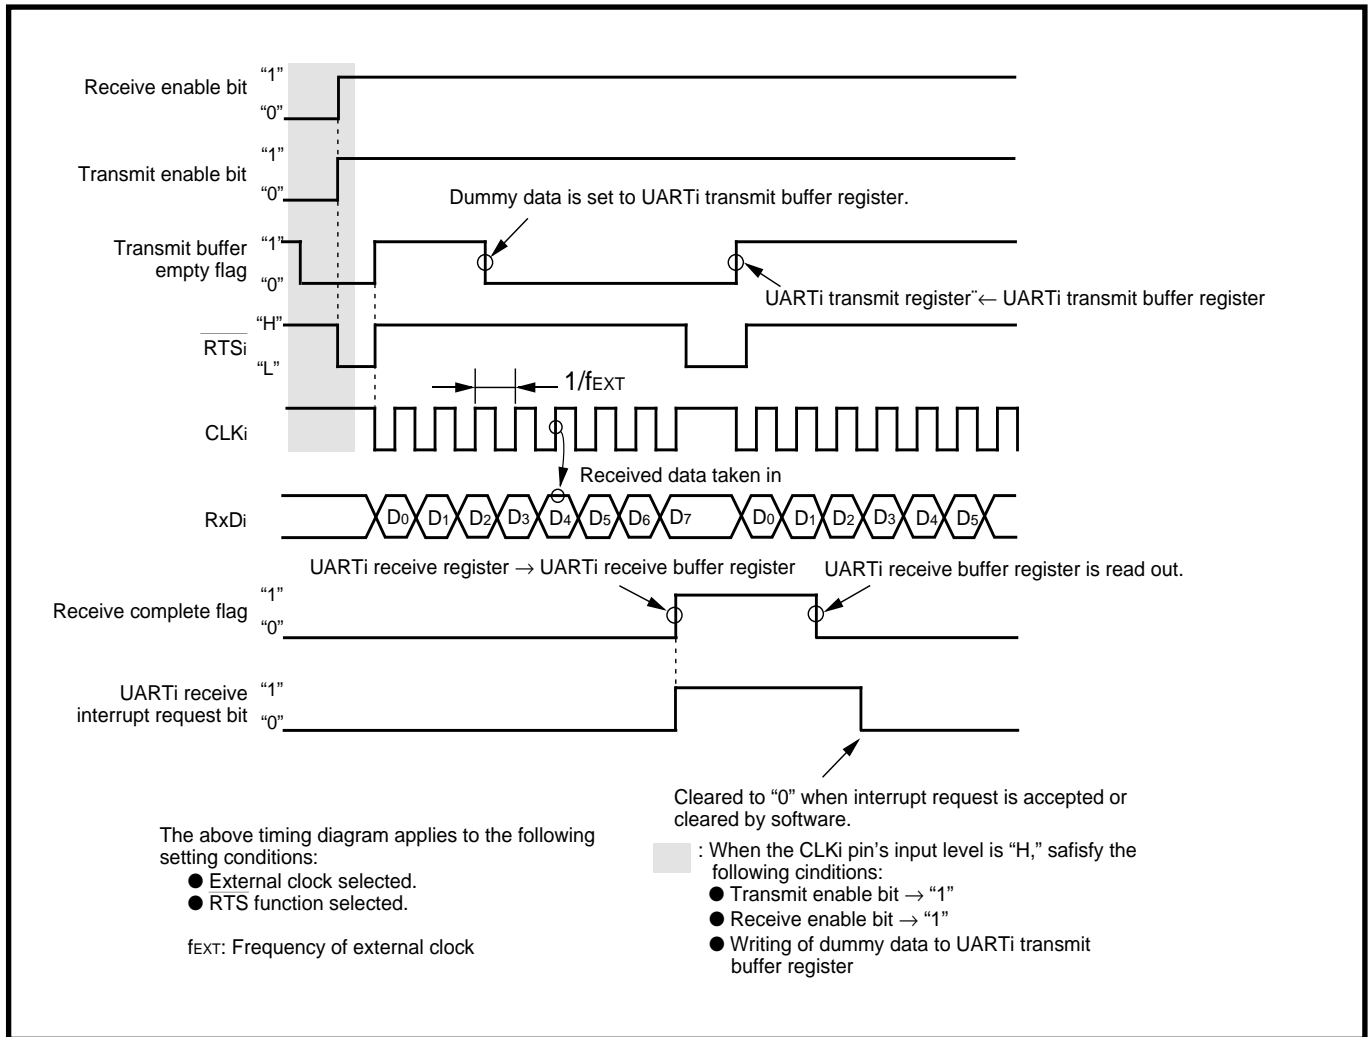 Receive enable bit
“1”
“0”
Transmit enable bit
“1”
“0”
Dummy data is set to UARTi transmit buffer register.
Transmit buffer
empty flag
“1”
“0”
UARTi transmit register¨← UARTi transmit buffer register
RTSi
“H”
“L”
1/fEXT
CLKi
Received data taken in
RxDi
D0 D1 D2 D3 D4 D5 D6 D7 D0 D1 D2 D3 D4 D5
UARTi receive register → UARTi receive buffer register
UARTi receive buffer register is read out.
Receive complete flag
“1”
“0”
UARTi receive
interrupt request bit
“1”
“0”
Cleared to “0” when interrupt request is accepted or
cleared by software.
The above timing diagram applies to the following
setting conditions:
● External clock selected.
● RTS function selected.
fEXT: Frequency of external clock
: When the CLKi pin’s input level is “H,” safisfy the
following cinditions:
● Transmit enable bit → “1”
● Receive enable bit → “1”
● Writing of dummy data to UARTi transmit
buffer register